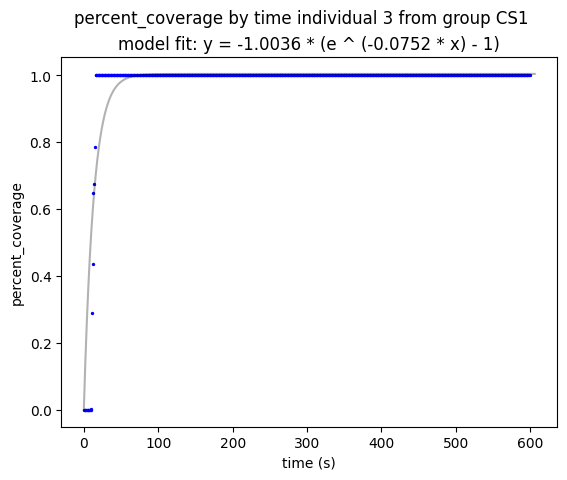 percent_coverage by time individual 3 from group CS1
model fit: y = -1.0036 * (e ^ (-0.0752 * x) - 1)
1.0
0.8
0.6
0.4
0.2
0.0
percent_coverage
0 100 200 300 400 500 600
time (s)